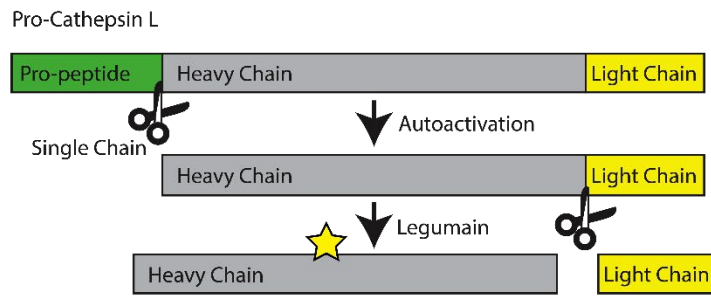 Pro-Cathepsin L
Pro-peptide Heavy Chain Light Chain
Autoactivation
Single Chain
Heavy Chain Light Chain
Legumain
Heavy Chain Light Chain